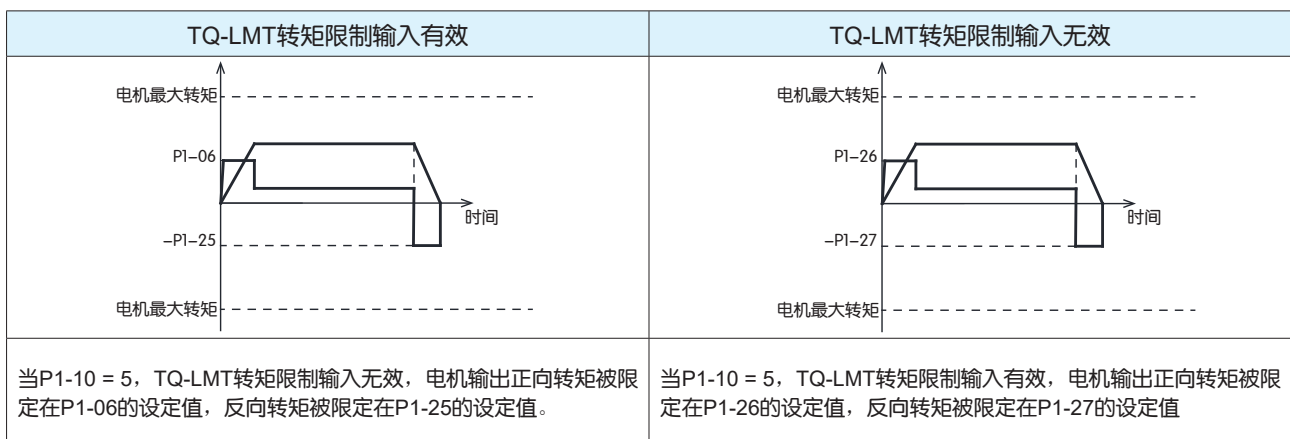 TQ-LMT转矩限制输入有效
TQ-LMT转矩限制输入无效
电机最大转矩
P1-06
时间
-P1-25
电机最大转矩
电机最大转矩
P1-26
时间
-P1-27
电机最大转矩
当P1-10 = 5，TQ-LMT转矩限制输入无效，电机输出正向转矩被限
定在P1-06的设定值，反向转矩被限定在P1-25的设定值。
当P1-10 = 5，TQ-LMT转矩限制输入有效，电机输出正向转矩被限
定在P1-26的设定值，反向转矩被限定在P1-27的设定值